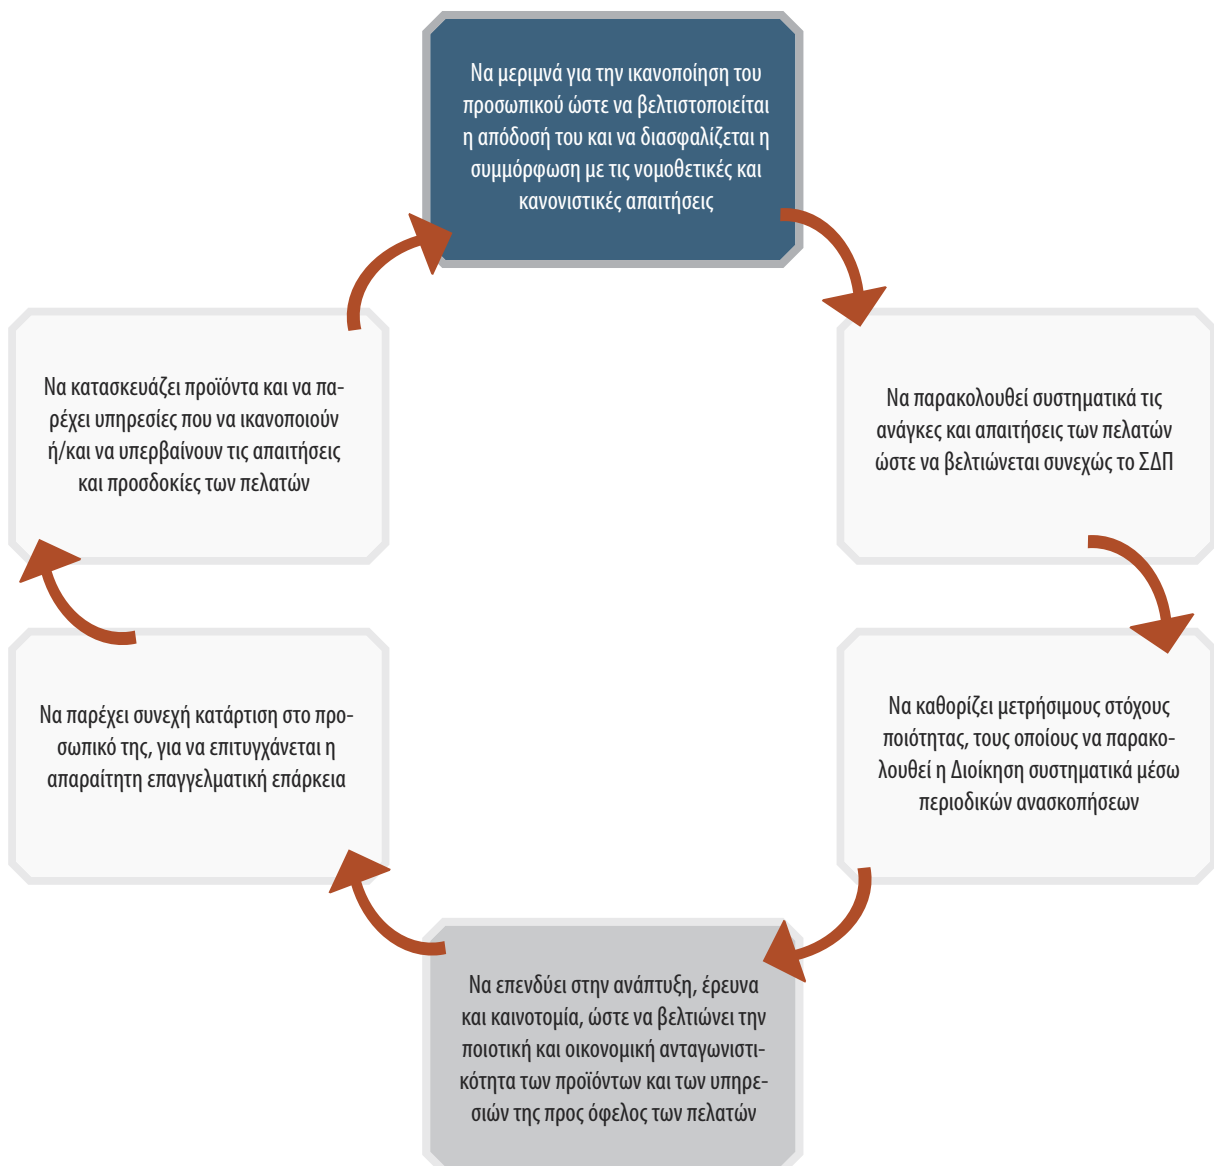 Να μεριμνά για την ικανοποίηση του
προσωπικού ώστε να βελτιστοποιείται
η απόδοσή του και να διασφαλίζεται η
συμμόρφωση με τις νομοθετικές και
κανονιστικές απαιτήσεις
Να παρακολουθεί συστηματικά τις
ανάγκες και απαιτήσεις των πελατών
ώστε να βελτιώνεται συνεχώς το ΣΔΠ
Να καθορίζει μετρήσιμους στόχους
ποιότητας, τους οποίους να παρακο-
λουθεί η Διοίκηση συστηματικά μέσω
περιοδικών ανασκοπήσεων
Να επενδύει στην ανάπτυξη, έρευνα
και καινοτομία, ώστε να βελτιώνει την
ποιοτική και οικονομική ανταγωνιστι-
κότητα των προϊόντων και των υπηρε-
σιών της προς όφελος των πελατών
Να παρέχει συνεχή κατάρτιση στο προ-
σωπικό της, για να επιτυγχάνεται η
απαραίτητη επαγγελματική επάρκεια
Να κατασκευάζει προϊόντα και να πα-
ρέχει υπηρεσίες που να ικανοποιούν
ή/και να υπερβαίνουν τις απαιτήσεις
και προσδοκίες των πελατών